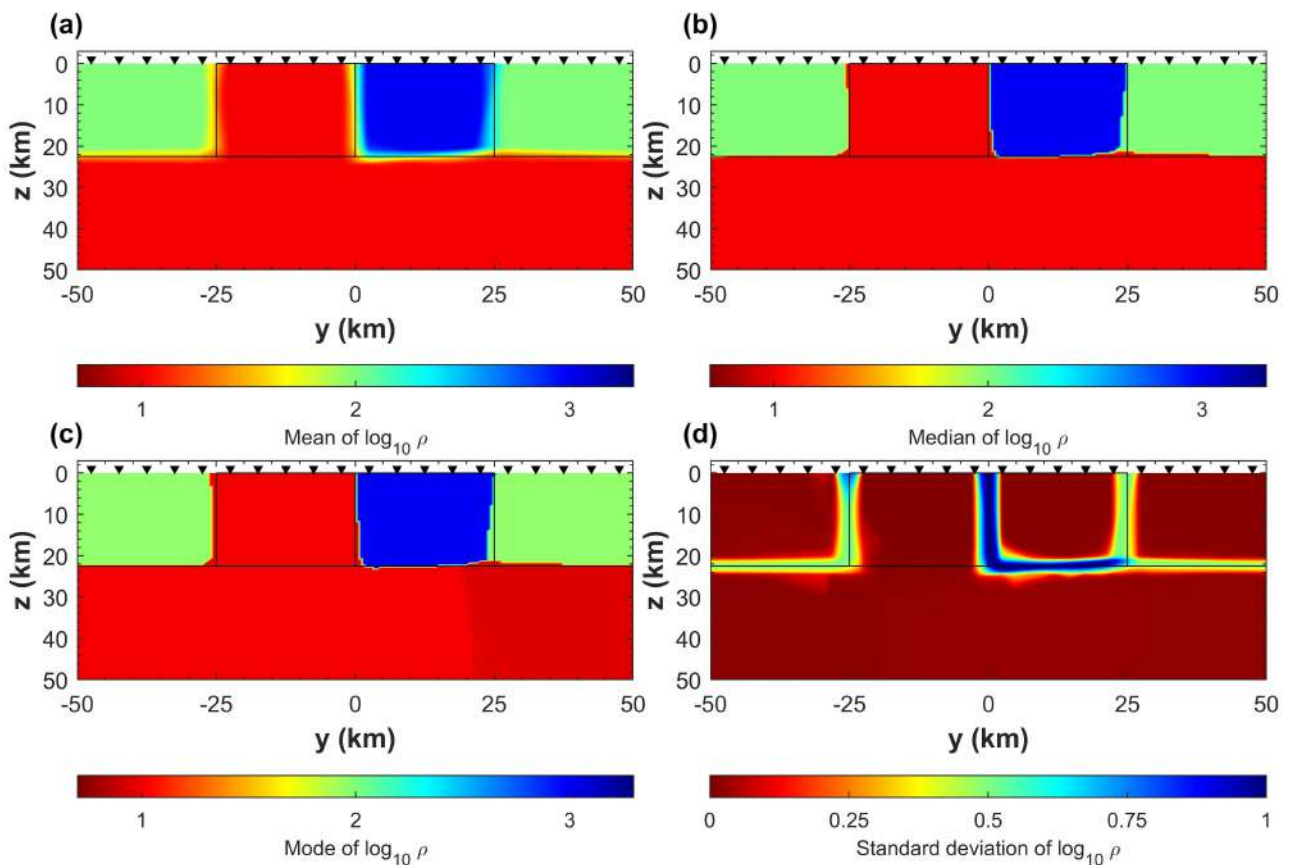 (a)
(b)
0
10
20
30
40
50
z (km)
-50 -25 0 25 50
y (km)
0
10
20
30
40
50
z (km)
-50 -25 0 25 50
y (km)
1 2 3
Mean of log10 ρ
1 2 3
Median of log10 ρ
(c)
(d)
0
10
20
30
40
50
z (km)
-50 -25 0 25 50
y (km)
0
10
20
30
40
50
z (km)
-50 -25 0 25 50
y (km)
1 2 3
Mode of log10 ρ
0 0.25 0.5 0.75 1
Standard deviation of log10 ρ